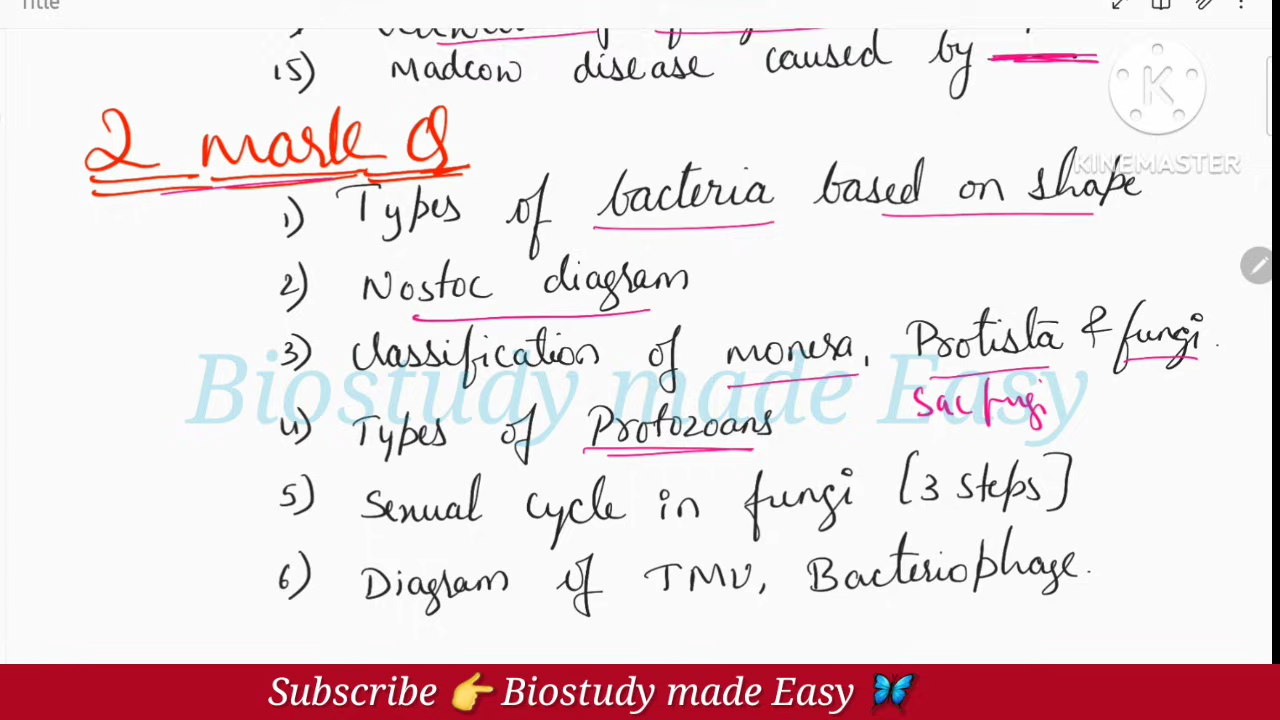 Title
15) Madcow disease caused by
KINEMASTER
2 mark Q
1) Types of bacteria based on shape
2) Nostoc diagram
3) Classification of monera, Protista & fungi.
Sac fungi
Biostudy made Easy
4) Types of Protozoans
5) Sexual cycle in fungi [3 steps]
6) Diagram of TMV, Bacteriophage.
Subscribe 👉 Biostudy made Easy 🦋